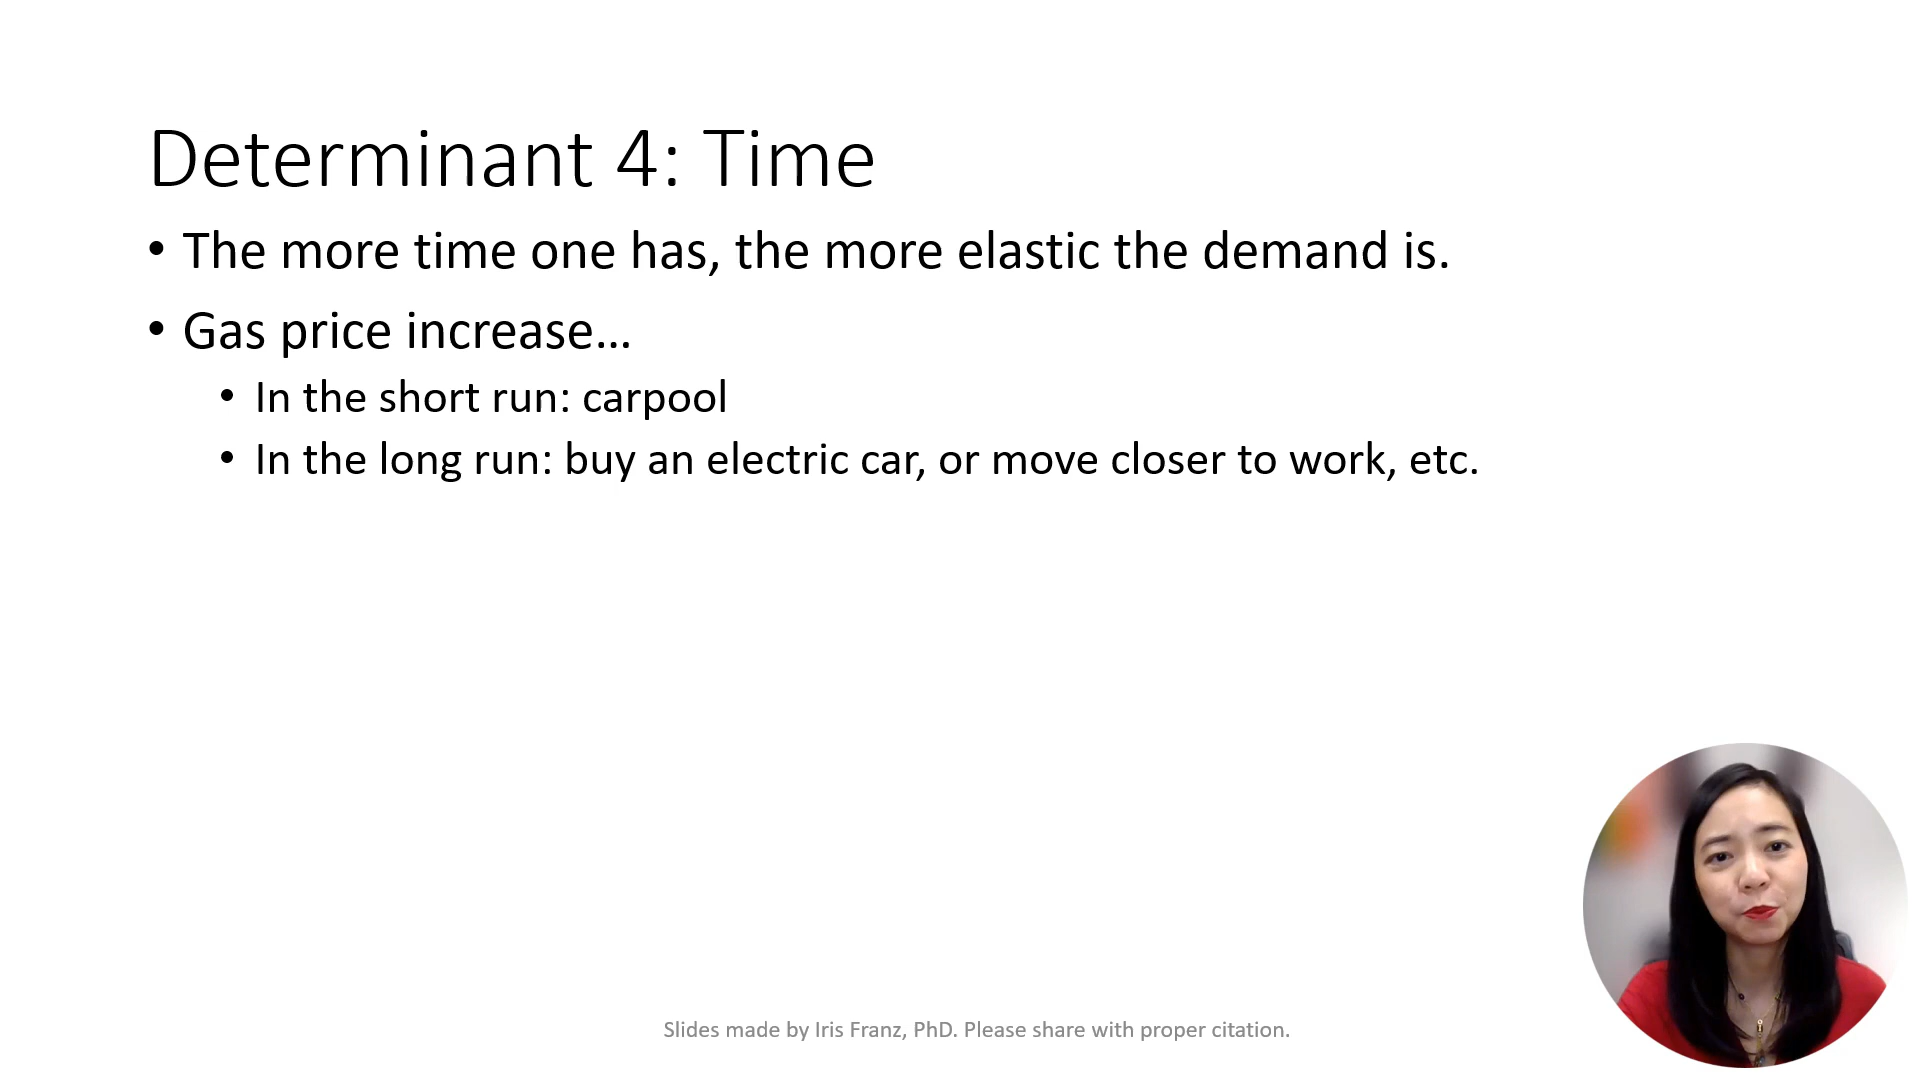 Determinant 4: Time
• The more time one has, the more elastic the demand is.
• Gas price increase…
• In the short run: carpool
• In the long run: buy an electric car, or move closer to work, etc.
Slides made by Iris Franz, PhD. Please share with proper citation.